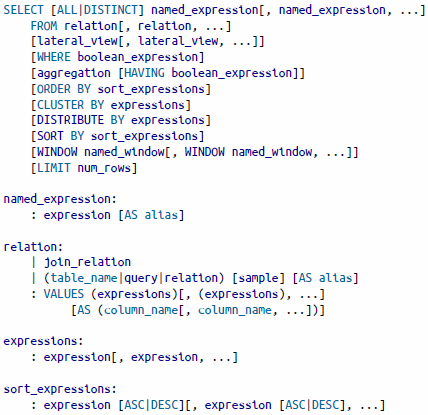 SELECT [ALL|DISTINCT] named_expression[, named_expression, ...]
    FROM relation[, relation, ...]
    [lateral_view[, lateral_view, ...]]
    [WHERE boolean_expression]
    [aggregation [HAVING boolean_expression]]
    [ORDER BY sort_expressions]
    [CLUSTER BY expressions]
    [DISTRIBUTE BY expressions]
    [SORT BY sort_expressions]
    [WINDOW named_window[, WINDOW named_window, ...]]
    [LIMIT num_rows]

named_expression:
    : expression [AS alias]

relation:
    | join_relation
    | (table_name|query|relation) [sample] [AS alias]
    : VALUES (expressions)[, (expressions), ...]
          [AS (column_name[, column_name, ...])]

expressions:
    : expression[, expression, ...]

sort_expressions:
    : expression [ASC|DESC][, expression [ASC|DESC], ...]